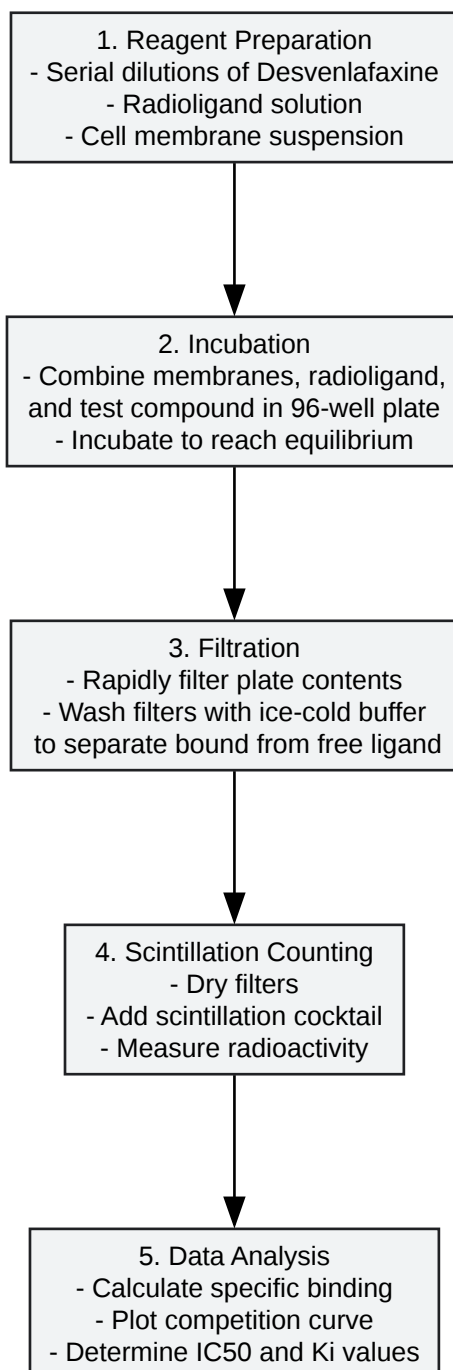 1. Reagent Preparation
- Serial dilutions of Desvenlafaxine
- Radioligand solution
- Cell membrane suspension
2. Incubation
- Combine membranes, radioligand,
and test compound in 96-well plate
- Incubate to reach equilibrium
3. Filtration
- Rapidly filter plate contents
- Wash filters with ice-cold buffer
to separate bound from free ligand
4. Scintillation Counting
- Dry filters
- Add scintillation cocktail
- Measure radioactivity
5. Data Analysis
- Calculate specific binding
- Plot competition curve
- Determine IC50 and Ki values